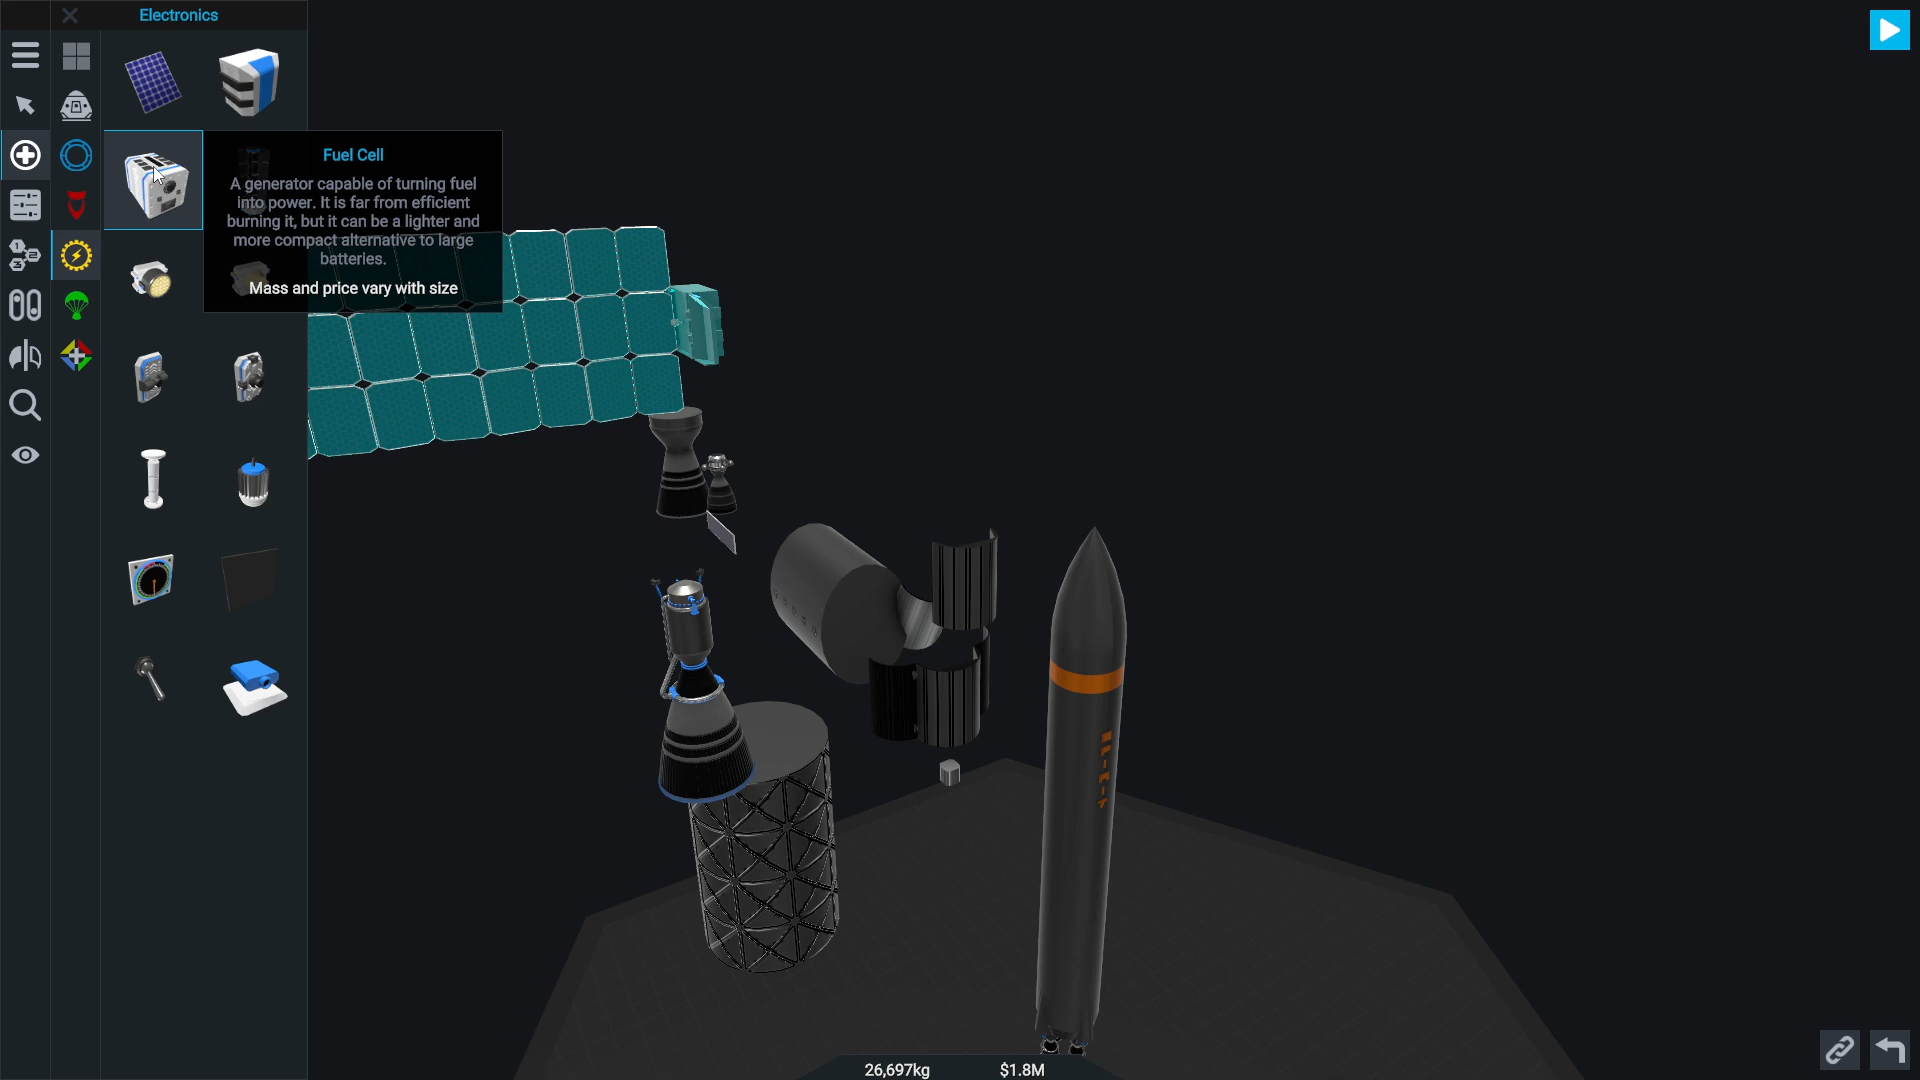 Electronics
Fuel Cell
A generator capable of turning fuel
into power. It is far from efficient
burning it, but it can be a lighter and
more compact alternative to large
batteries.
Mass and price vary with size
26,697kg
$1.8M